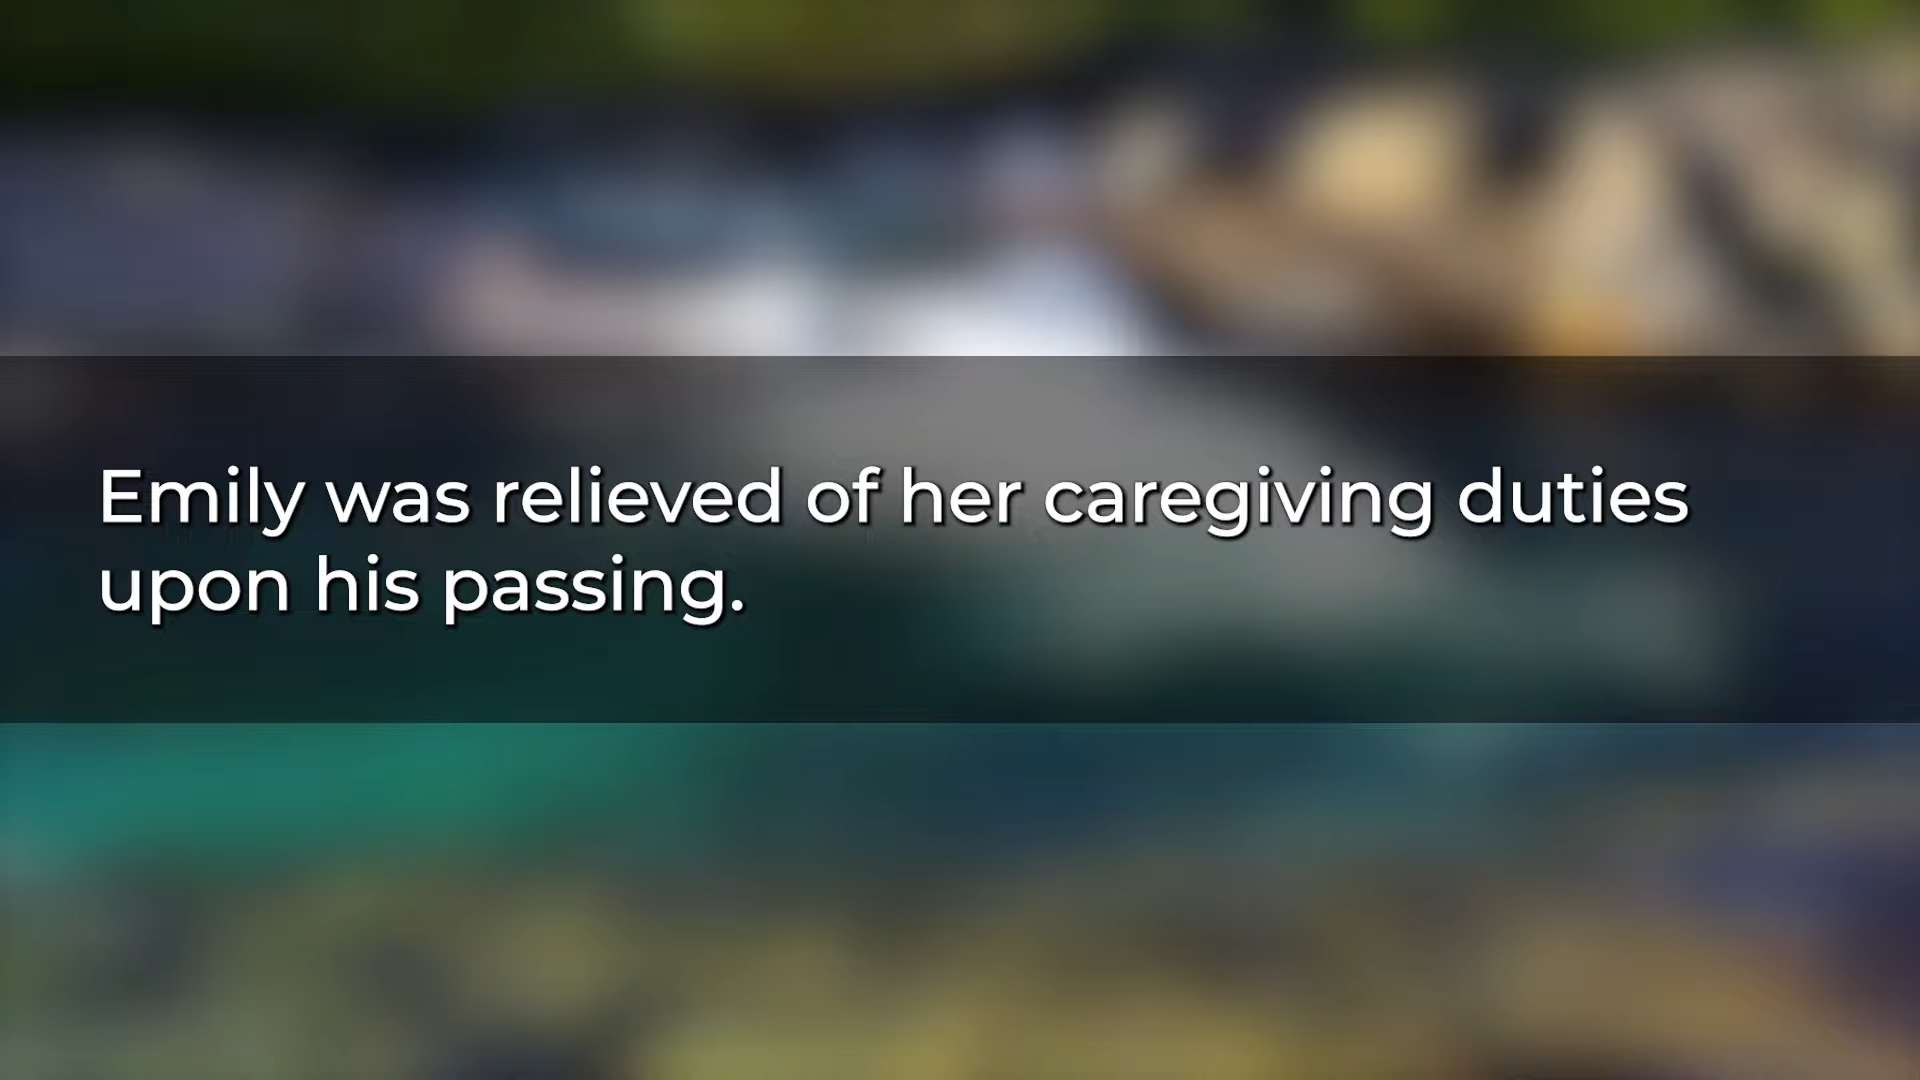 Emily was relieved of her caregiving duties
upon his passing.